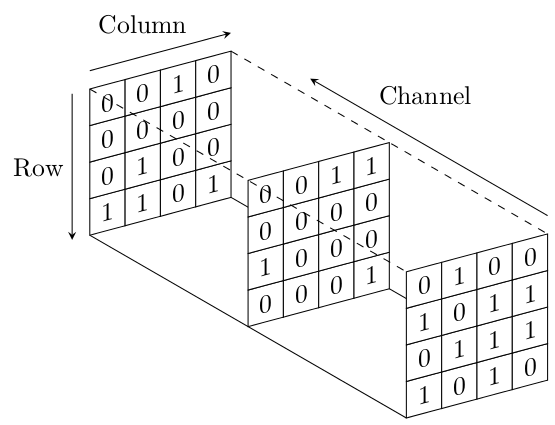 Column
Channel
Row
0 0 1 0
0 0 0 0
0 1 0 0
1 1 0 1
0 0 1 1
0 0 0 0
1 0 0 0
0 0 0 1
0 1 0 0
1 0 1 1
0 1 1 1
1 0 1 0